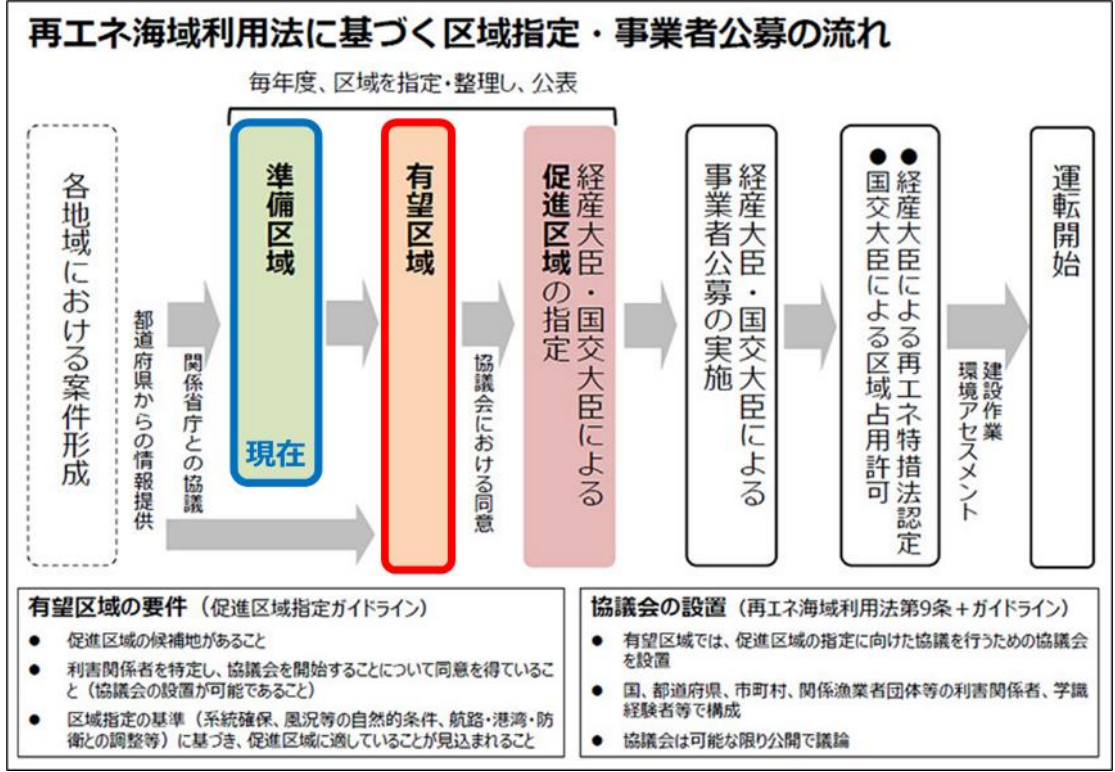 再エネ海域利用法に基づく区域指定・事業者公募の流れ
毎年度、区域を指定・整理し、公表
各地域における案件形成
都道府県からの情報提供
関係省庁との協議
準備区域
現在
有望区域
協議会における同意
経産大臣・国交大臣による
促進区域の指定
経産大臣・国交大臣による
事業者公募の実施
●経産大臣による再エネ特措法認定
●国交大臣による区域占用許可
建設作業
環境アセスメント
運転開始
有望区域の要件（促進区域指定ガイドライン）
● 促進区域の候補地があること
● 利害関係者を特定し、協議会を開始することについて同意を得ているこ
と（協議会の設置が可能であること）
● 区域指定の基準（系統確保、風況等の自然的条件、航路・港湾・防
衛との調整等）に基づき、促進区域に適していることが見込まれること
協議会の設置（再エネ海域利用法第9条＋ガイドライン）
● 有望区域では、促進区域の指定に向けた協議を行うための協議会
を設置
● 国、都道府県、市町村、関係漁業者団体等の利害関係者、学識
経験者等で構成
● 協議会は可能な限り公開で議論